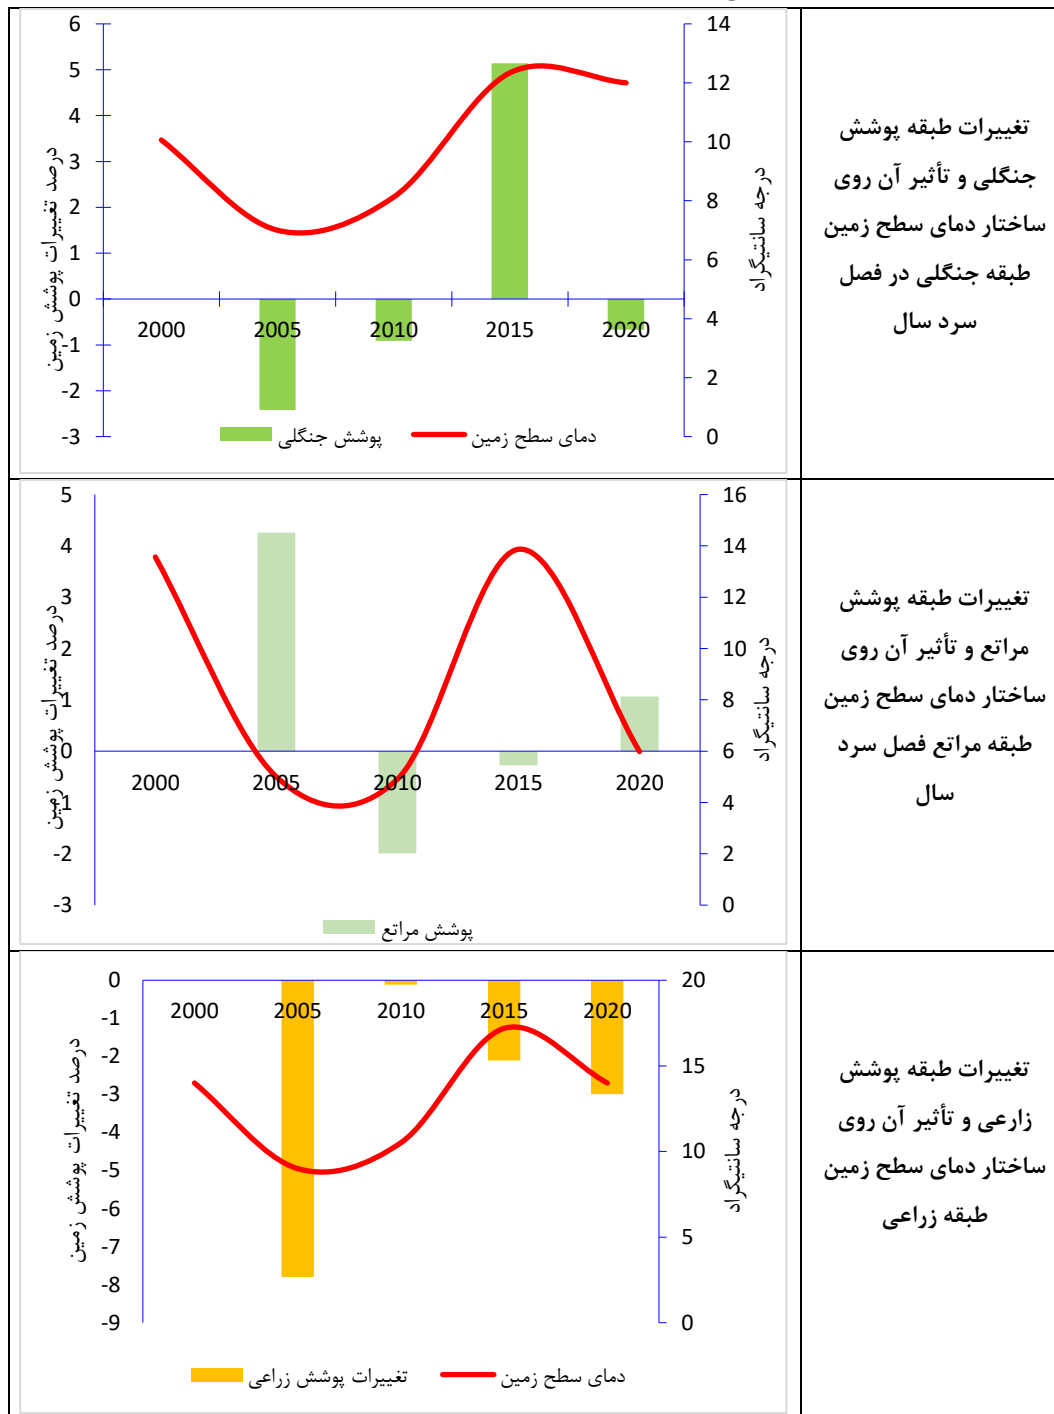 6
5
4
3
2
1
0
-1
-2
-3
درصد تغییرات پوشش زمین
14
12
10
8
6
4
2
0
درجه سانتیگراد
2000
2005
2010
2015
2020
پوشش جنگلی
دمای سطح زمین
تغییرات طبقه پوشش
جنگلی و تأثیر آن روی
ساختار دمای سطح زمین
طبقه جنگلی در فصل
سرد سال
5
4
3
2
1
0
-1
-2
-3
درصد تغییرات پوشش زمین
16
14
12
10
8
6
4
2
0
درجه سانتیگراد
2000
2005
2010
2015
2020
پوشش مراتع
تغییرات طبقه پوشش
مراتع و تأثیر آن روی
ساختار دمای سطح زمین
طبقه مراتع فصل سرد
سال
0
-1
-2
-3
-4
-5
-6
-7
-8
-9
درصد تغییرات پوشش زمین
20
15
10
5
0
درجه سانتیگراد
2000
2005
2010
2015
2020
تغییرات پوشش زراعی
دمای سطح زمین
تغییرات طبقه پوشش
زارعی و تأثیر آن روی
ساختار دمای سطح زمین
طبقه زراعی